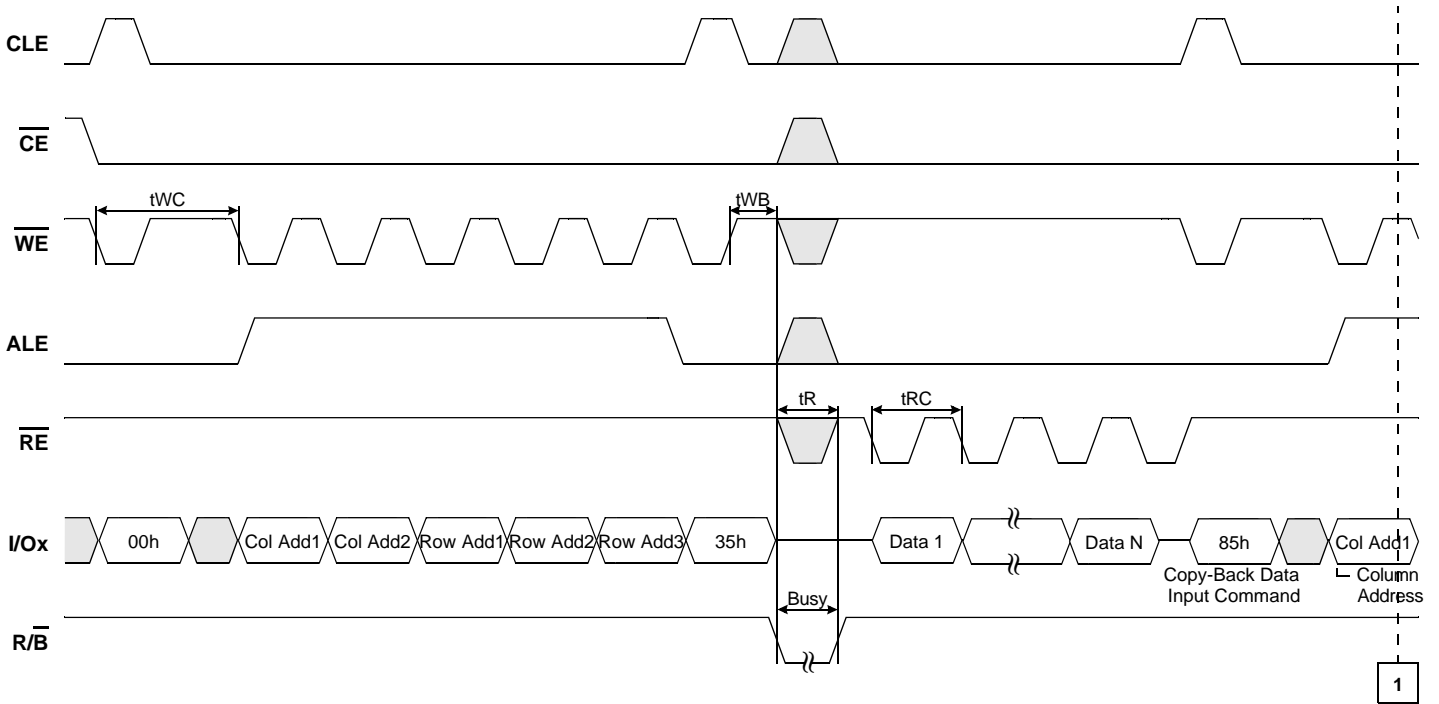 CLE
CE
tWC
tWB
WE
ALE
tR
tRC
RE
I/Ox
00h
Col Add1
Col Add2
Row Add1
Row Add2
Row Add3
35h
Data 1
Data N
85h
Col Add1
Copy-Back Data
Input Command
Column
Address
Busy
R/B
1